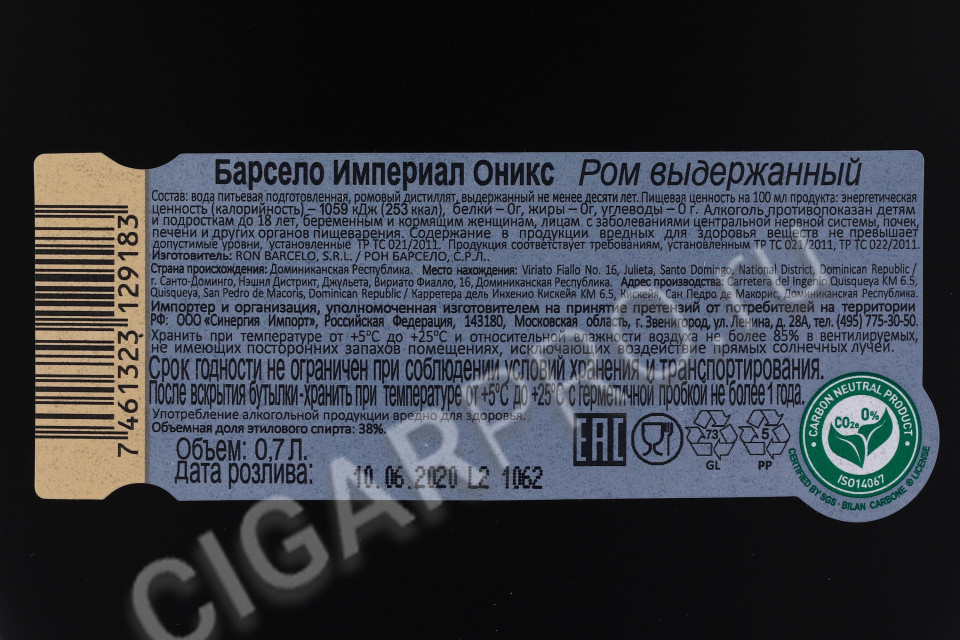 Барсело Империал Оникс Ром выдержанный
Состав: вода питьевая подготовленная, ромовый дистиллят, выдержанный не менее десяти лет. Пищевая ценность на 100 мл продукта: энергетическая
ценность (калорийность) – 1059 кДж (253 ккал), белки – 0г, жиры – 0г, углеводы – 0 г. Алкоголь противопоказан детям
и подросткам до 18 лет, беременным и кормящим женщинам, лицам с заболеваниями центральной нервной системы, почек,
печени и других органов пищеварения. Содержание в продукции вредных для здоровья веществ не превышает
допустимые уровни, установленные ТР ТС 021/2011. Продукция соответствует требованиям, установленным ТР ТС 021/2011, ТР ТС 022/2011.
Изготовитель: RON BARCELO, S.R.L. / РОН БАРСЕЛО, С.Р.Л..
Страна происхождения: Доминиканская Республика. Место нахождения: Viriato Fiallo No. 16, Julieta, Santo Domingo, National District, Dominican Republic /
г. Санто-Доминго, Нэшнл Дистрикт, Джульета, Вириато Фиалло, 16, Доминиканская Республика. Адрес производства: Carretera del Ingenio Quisqueya KM 6.5,
Quisqueya, San Pedro de Macoris, Dominican Republic / Карретера дель Инхенио Кискейя КМ 6.5, Кискейя, Сан Педро де Макорис, Доминиканская Республика.
Импортер и организация, уполномоченная изготовителем на принятие претензий от потребителей на территории
РФ: ООО «Синергия Импорт», Российская Федерация, 143180, Московская область, г. Звенигород, ул. Ленина, д. 28А, тел. (495) 775-30-50.
Хранить при температуре от +5°С до +25°С и относительной влажности воздуха не более 85% в вентилируемых,
не имеющих посторонних запахов помещениях, исключающих воздействие прямых солнечных лучей.
Срок годности не ограничен при соблюдении условий хранения и транспортирования.
После вскрытия бутылки-хранить при температуре от +5°С до +25°С с герметичной пробкой не более 1 года.
Употребление алкогольной продукции вредно для здоровья.
Объемная доля этилового спирта: 38%.
Объем: 0,7 Л.
Дата розлива: 10 06 2020 L2 1062
7 461323 129183
EAC
73
GL
5
PP
CARBON NEUTRAL PRODUCT
0%
CO2e
ISO14067
CERTIFIED BY SGS · BILAN CARBONE ® LICENSE
CIGARPRO.ru